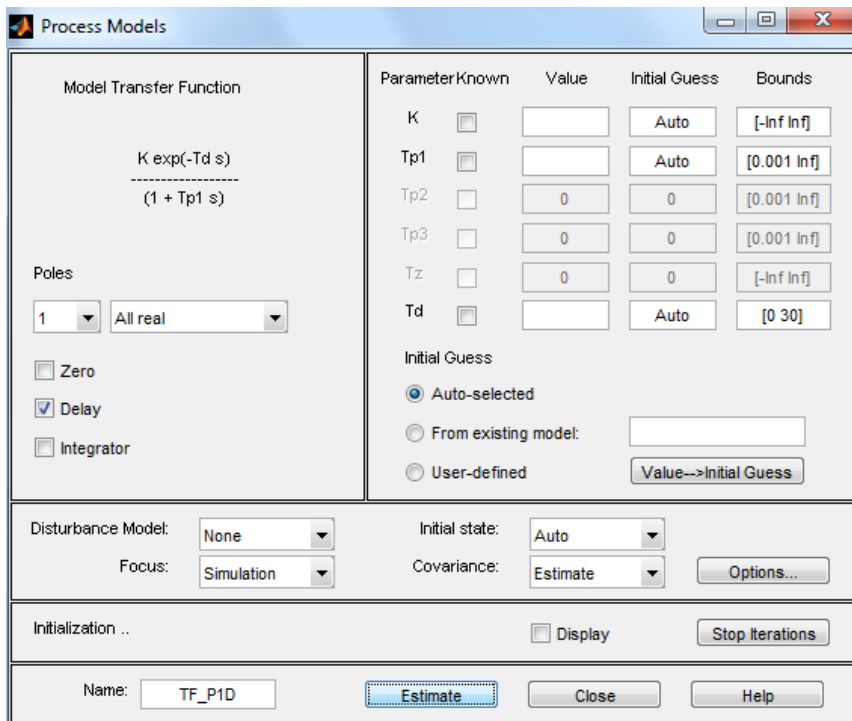 Process Models
Model Transfer Function
K exp(-Td s)
------------------
(1 + Tp1 s)
Poles
1 All real
Zero
Delay
Integrator
Parameter Known Value Initial Guess Bounds
K Auto [-Inf Inf]
Tp1 Auto [0.001 Inf]
Tp2 0 0 [0.001 Inf]
Tp3 0 0 [0.001 Inf]
Tz 0 0 [-Inf Inf]
Td Auto [0 30]
Initial Guess
Auto-selected
From existing model:
User-defined Value-->Initial Guess
Disturbance Model: None Initial state: Auto
Focus: Simulation Covariance: Estimate Options...
Initialization .. Display Stop Iterations
Name: TF_P1D Estimate Close Help